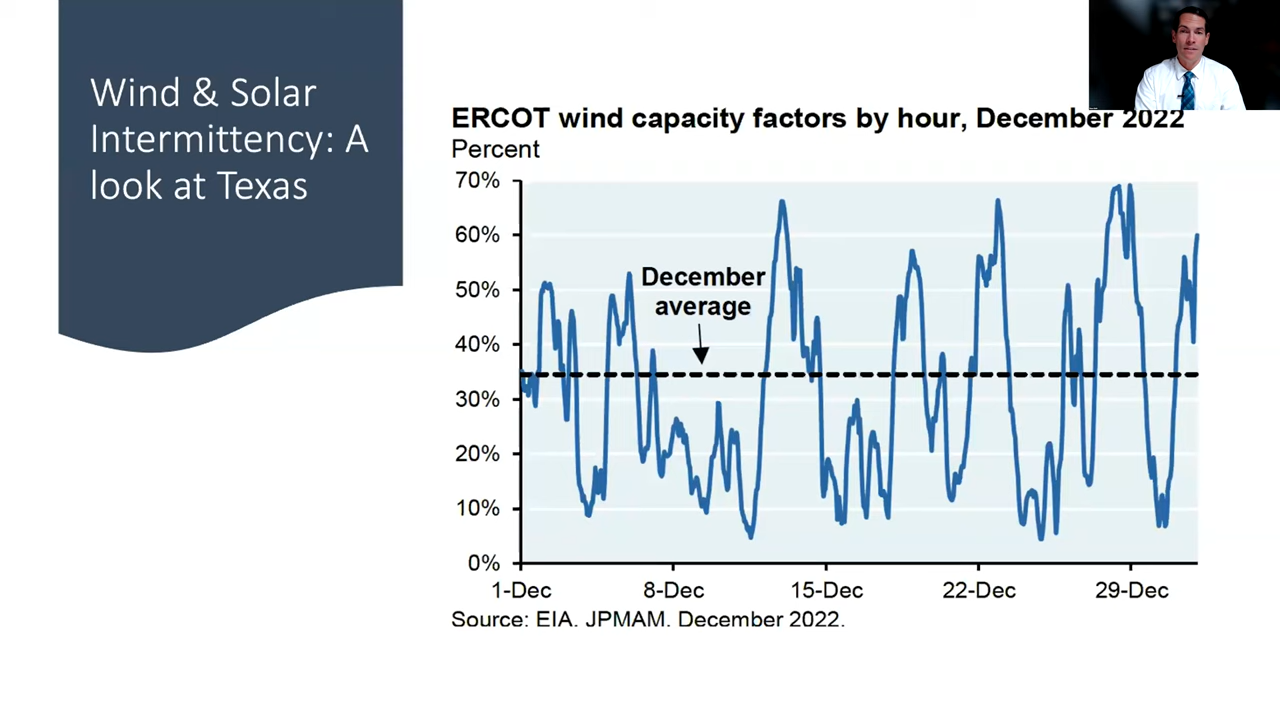 Wind & Solar
Intermittency: A
look at Texas
ERCOT wind capacity factors by hour, December 2022
Percent
70%
60%
50%
40%
30%
20%
10%
0%
December
average
1-Dec
8-Dec
15-Dec
22-Dec
29-Dec
Source: EIA. JPMAM. December 2022.